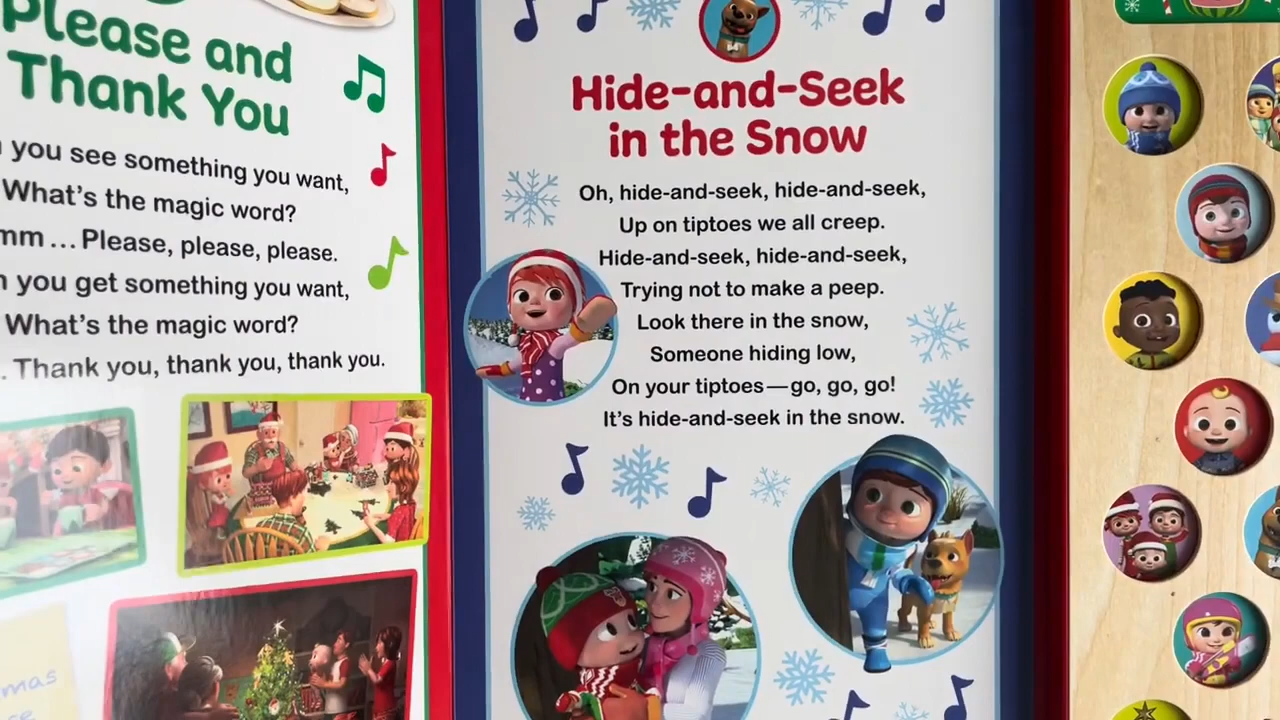 Please and
Thank You
you see something you want,
What's the magic word?
mm ... Please, please, please.
you get something you want,
What's the magic word?
. Thank you, thank you, thank you.
Hide-and-Seek
in the Snow
Oh, hide-and-seek, hide-and-seek,
Up on tiptoes we all creep.
Hide-and-seek, hide-and-seek,
Trying not to make a peep.
Look there in the snow,
Someone hiding low,
On your tiptoes—go, go, go!
It's hide-and-seek in the snow.
mas